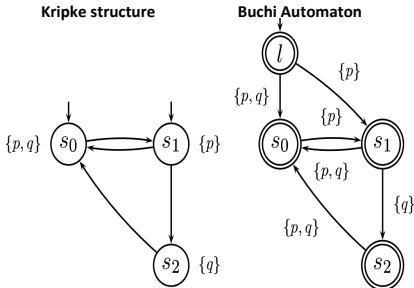 Kripke structure
Buchi Automaton
l
{p}
{p, q}
{p}
{p, q} s₀ s₁ {p}
s₀ s₁
{p, q}
{q}
{p, q}
s₂ {q}
s₂